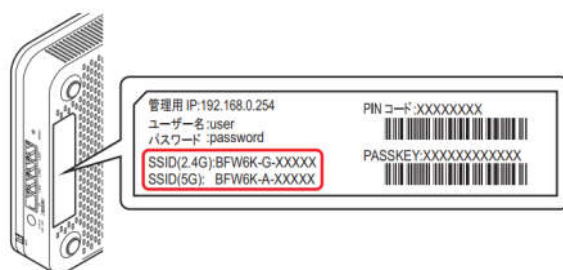 管理用 IP:192.168.0.254
ユーザー名:user
パスワード :password
SSID(2.4G):BFW6K-G-XXXXX
SSID(5G): BFW6K-A-XXXXX
PIN コード:XXXXXXXX
PASSKEY:XXXXXXXXXXXX